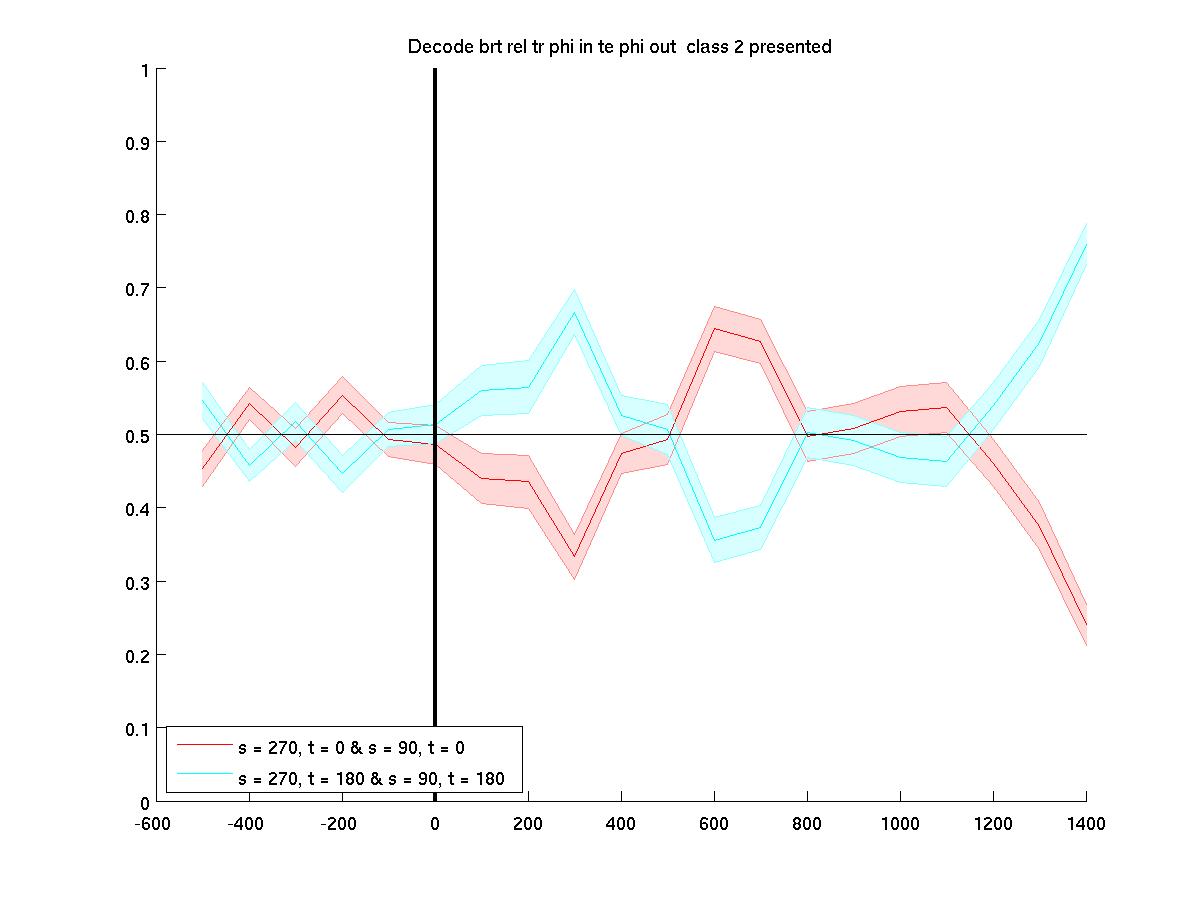 Decode brt rel tr phi in te phi out  class 2 presented
1
0.9
0.8
0.7
0.6
0.5
0.4
0.3
0.2
0.1
0
s = 270, t = 0 & s = 90, t = 0
s = 270, t = 180 & s = 90, t = 180
-600 -400 -200 0 200 400 600 800 1000 1200 1400